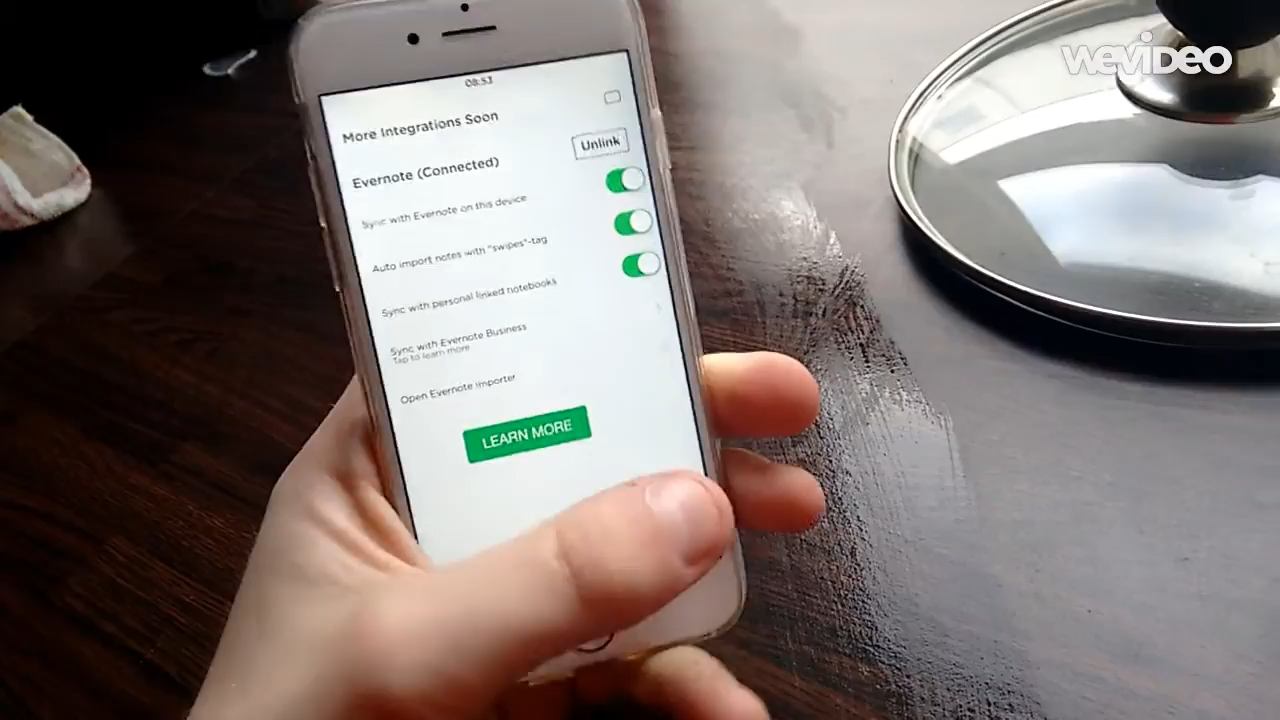 wevideo
08:53
More Integrations Soon
Evernote (Connected)
Unlink
Sync with Evernote on this device
Auto import notes with "swipes"-tag
Sync with personal linked notebooks
Sync with Evernote Business
Tap to learn more
Open Evernote importer
LEARN MORE